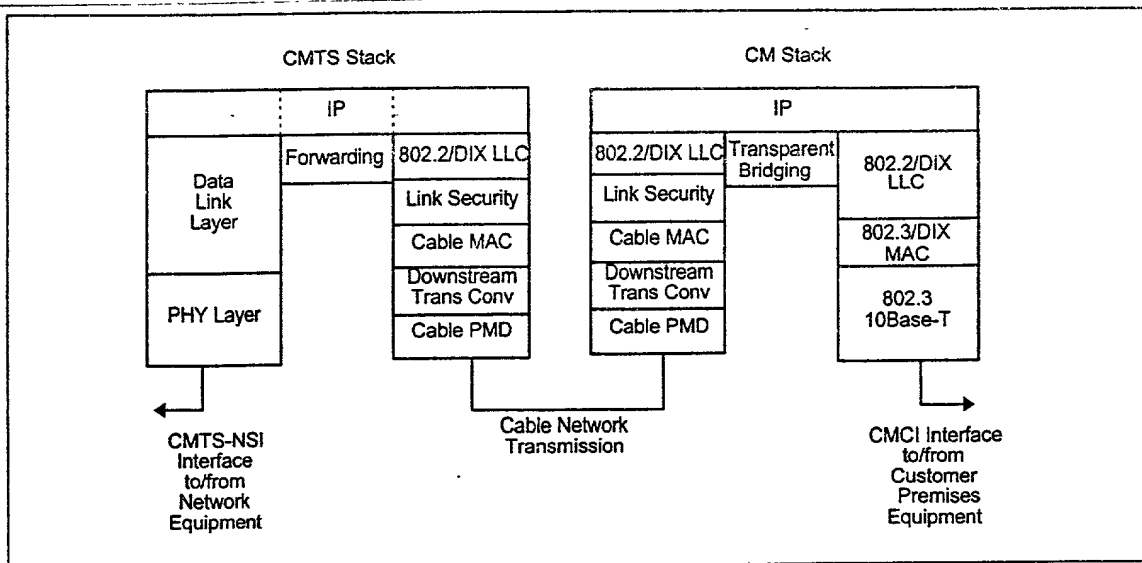 CMTS Stack
CM Stack
IP
Data
Link
Layer
Forwarding
802.2/DIX LLC
Link Security
Cable MAC
Downstream
Trans Conv
Cable PMD
PHY Layer
IP
802.2/DIX LLC
Link Security
Cable MAC
Downstream
Trans Conv
Cable PMD
Transparent
Bridging
802.2/DIX
LLC
802.3/DIX
MAC
802.3
10Base-T
CMTS-NSI
Interface
to/from
Network
Equipment
Cable Network
Transmission
CMCI Interface
to/from
Customer
Premises
Equipment